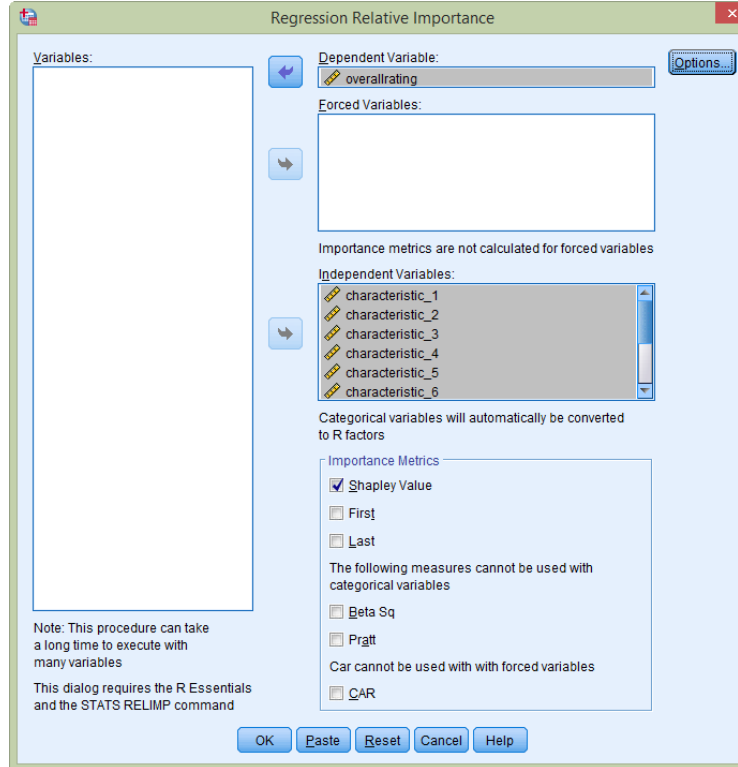 Regression Relative Importance
Variables:
Dependent Variable:
overallrating
Options...
Forced Variables:
Importance metrics are not calculated for forced variables
Independent Variables:
characteristic_1
characteristic_2
characteristic_3
characteristic_4
characteristic_5
characteristic_6
Categorical variables will automatically be converted
to R factors
Importance Metrics
Shapley Value
First
Last
The following measures cannot be used with
categorical variables
Beta Sq
Pratt
Car cannot be used with with forced variables
CAR
Note: This procedure can take
a long time to execute with
many variables
This dialog requires the R Essentials
and the STATS RELIMP command
OK
Paste
Reset
Cancel
Help